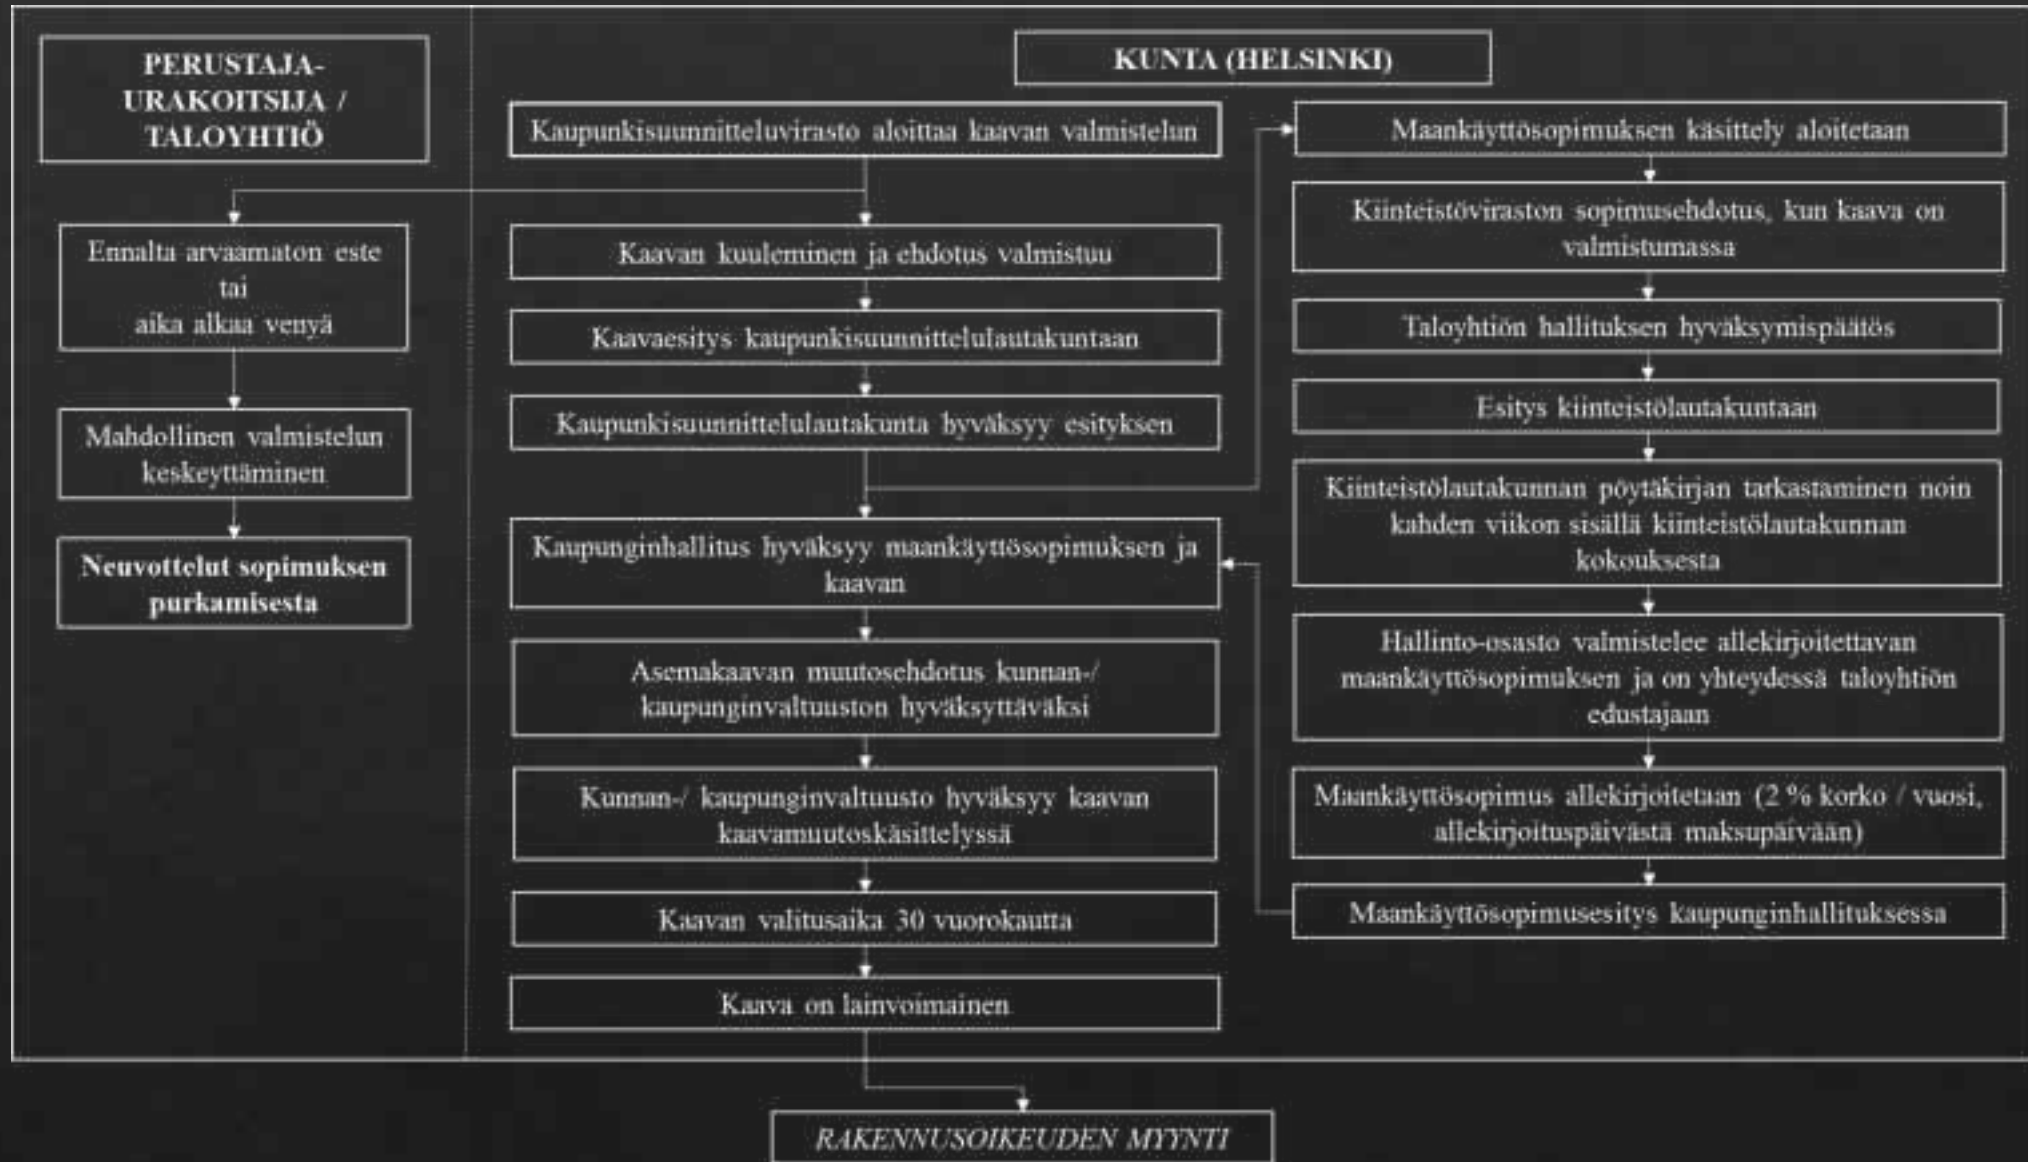 PERUSTAJA-
URAKOITSIJA /
TALOYHTIÖ
Ennalta arvaamaton este
tai
aika alkaa venyä
Mahdollinen valmistelun
keskeyttäminen
Neuvottelut sopimuksen
purkamisesta
KUNTA (HELSINKI)
Kaupunkisuunnitteluvirasto aloittaa kaavan valmistelun
Kaavan kuuleminen ja ehdotus valmistuu
Kaavaesitys kaupunkisuunnittelulautakuntaan
Kaupunkisuunnittelulautakunta hyväksyy esityksen
Kaupunginhallitus hyväksyy maankäyttösopimuksen ja
kaavan
Asemakaavan muutosehdotus kunnan-/
kaupunginvaltuuston hyväksyttäväksi
Kunnan-/ kaupunginvaltuusto hyväksyy kaavan
kaavamuutoskäsittelyssä
Kaavan valitusaika 30 vuorokautta
Kaava on lainvoimainen
Maankäyttösopimuksen käsittely aloitetaan
Kiinteistöviraston sopimusehdotus, kun kaava on
valmistumassa
Taloyhtiön hallituksen hyväksymispäätös
Esitys kiinteistölautakuntaan
Kiinteistölautakunnan pöytäkirjan tarkastaminen noin
kahden viikon sisällä kiinteistölautakunnan
kokouksesta
Hallinto-osasto valmistelee allekirjoitettavan
maankäyttösopimuksen ja on yhteydessä taloyhtiön
edustajaan
Maankäyttösopimus allekirjoitetaan (2 % korko / vuosi,
allekirjoituspäivästä maksupäivään)
Maankäyttösopimusesitys kaupunginhallituksessa
RAKENNUSOIKEUDEN MYYNTI